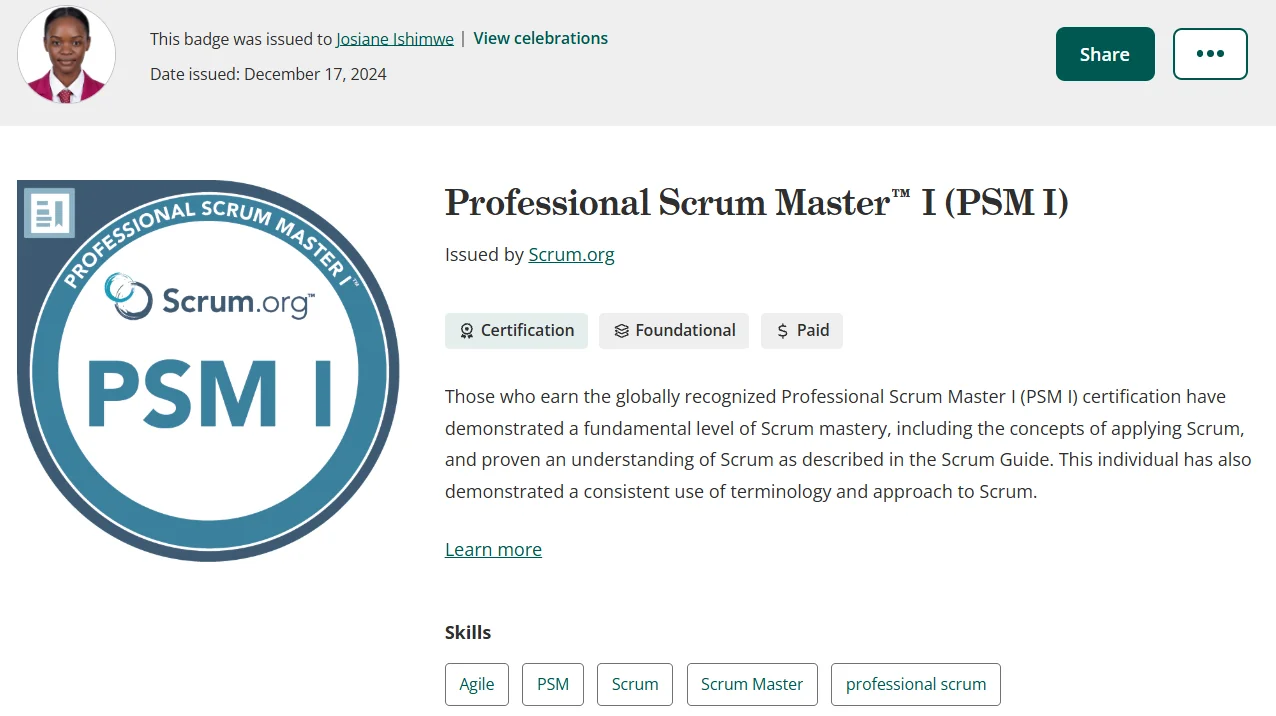 This badge was issued to Josiane Ishimwe | View celebrations
Date issued: December 17, 2024
Share
•••
PROFESSIONAL SCRUM MASTER I™
Scrum.org™
PSM I
Professional Scrum Master™ I (PSM I)
Issued by Scrum.org
Certification
Foundational
$ Paid
Those who earn the globally recognized Professional Scrum Master I (PSM I) certification have
demonstrated a fundamental level of Scrum mastery, including the concepts of applying Scrum,
and proven an understanding of Scrum as described in the Scrum Guide. This individual has also
demonstrated a consistent use of terminology and approach to Scrum.
Learn more
Skills
Agile
PSM
Scrum
Scrum Master
professional scrum